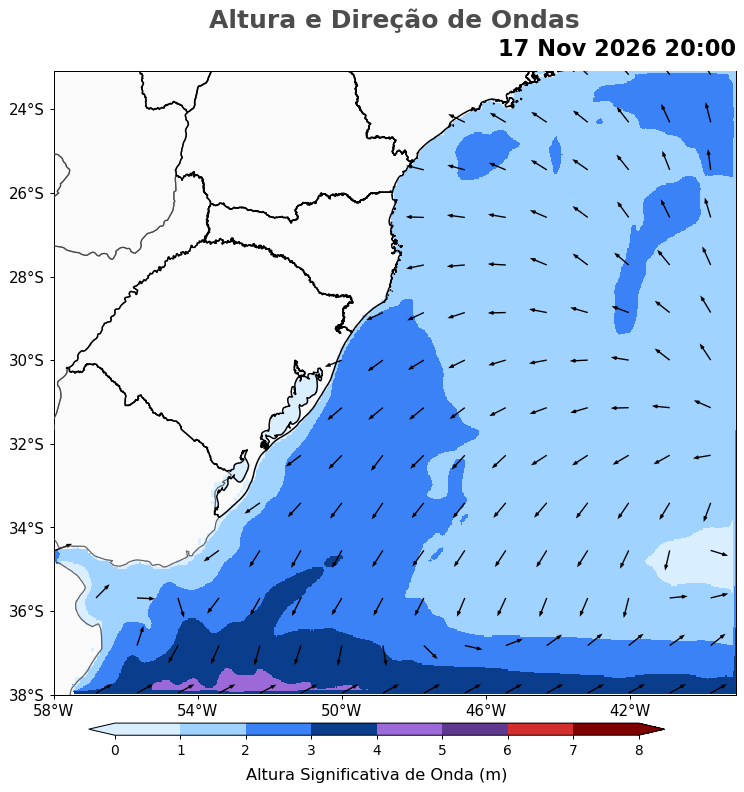 Altura e Direção de Ondas
17 Nov 2026 20:00
24°S
26°S
28°S
30°S
32°S
34°S
36°S
38°S
58°W 54°W 50°W 46°W 42°W
0 1 2 3 4 5 6 7 8
Altura Significativa de Onda (m)